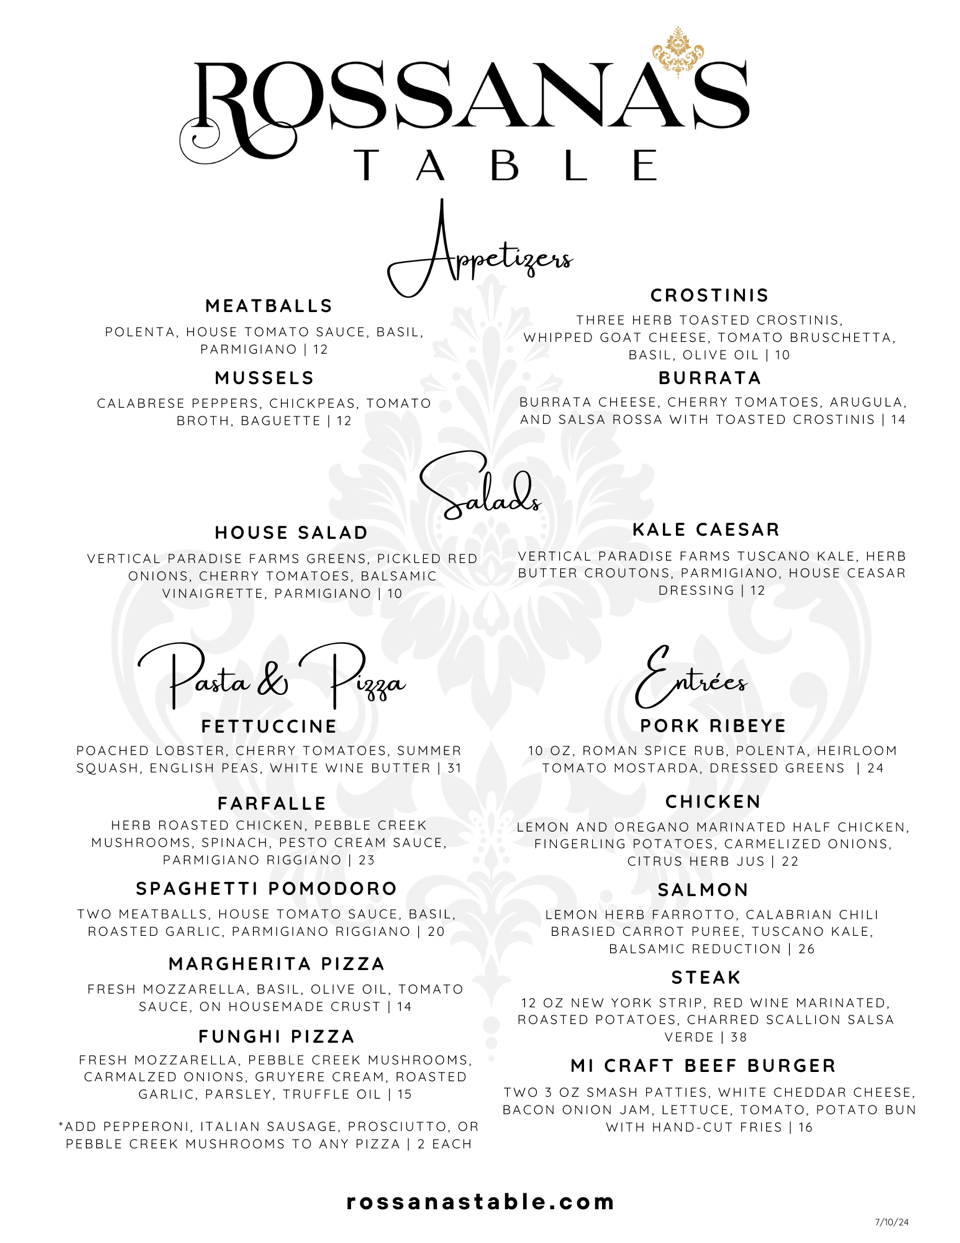 ROSSANA'S
TABLE
Appetizers
MEATBALLS
POLENTA, HOUSE TOMATO SAUCE, BASIL,
PARMIGIANO | 12
MUSSELS
CALABRESE PEPPERS, CHICKPEAS, TOMATO
BROTH, BAGUETTE | 12
CROSTINIS
THREE HERB TOASTED CROSTINIS,
WHIPPED GOAT CHEESE, TOMATO BRUSCHETTA,
BASIL, OLIVE OIL | 10
BURRATA
BURRATA CHEESE, CHERRY TOMATOES, ARUGULA,
AND SALSA ROSSA WITH TOASTED CROSTINIS | 14
Salads
HOUSE SALAD
VERTICAL PARADISE FARMS GREENS, PICKLED RED
ONIONS, CHERRY TOMATOES, BALSAMIC
VINAIGRETTE, PARMIGIANO | 10
KALE CAESAR
VERTICAL PARADISE FARMS TUSCANO KALE, HERB
BUTTER CROUTONS, PARMIGIANO, HOUSE CEASAR
DRESSING | 12
Pasta & Pizza
FETTUCCINE
POACHED LOBSTER, CHERRY TOMATOES, SUMMER
SQUASH, ENGLISH PEAS, WHITE WINE BUTTER | 31
FARFALLE
HERB ROASTED CHICKEN, PEBBLE CREEK
MUSHROOMS, SPINACH, PESTO CREAM SAUCE,
PARMIGIANO RIGGIANO | 23
SPAGHETTI POMODORO
TWO MEATBALLS, HOUSE TOMATO SAUCE, BASIL,
ROASTED GARLIC, PARMIGIANO RIGGIANO | 20
MARGHERITA PIZZA
FRESH MOZZARELLA, BASIL, OLIVE OIL, TOMATO
SAUCE, ON HOUSEMADE CRUST | 14
FUNGHI PIZZA
FRESH MOZZARELLA, PEBBLE CREEK MUSHROOMS,
CARMALZED ONIONS, GRUYERE CREAM, ROASTED
GARLIC, PARSLEY, TRUFFLE OIL | 15
*ADD PEPPERONI, ITALIAN SAUSAGE, PROSCIUTTO, OR
PEBBLE CREEK MUSHROOMS TO ANY PIZZA | 2 EACH
Entrées
PORK RIBEYE
10 OZ, ROMAN SPICE RUB, POLENTA, HEIRLOOM
TOMATO MOSTARDA, DRESSED GREENS | 24
CHICKEN
LEMON AND OREGANO MARINATED HALF CHICKEN,
FINGERLING POTATOES, CARMELIZED ONIONS,
CITRUS HERB JUS | 22
SALMON
LEMON HERB FARROTTO, CALABRIAN CHILI
BRASIED CARROT PUREE, TUSCANO KALE,
BALSAMIC REDUCTION | 26
STEAK
12 OZ NEW YORK STRIP, RED WINE MARINATED,
ROASTED POTATOES, CHARRED SCALLION SALSA
VERDE | 38
MI CRAFT BEEF BURGER
TWO 3 OZ SMASH PATTIES, WHITE CHEDDAR CHEESE,
BACON ONION JAM, LETTUCE, TOMATO, POTATO BUN
WITH HAND-CUT FRIES | 16
rossanastable.com
7/10/24